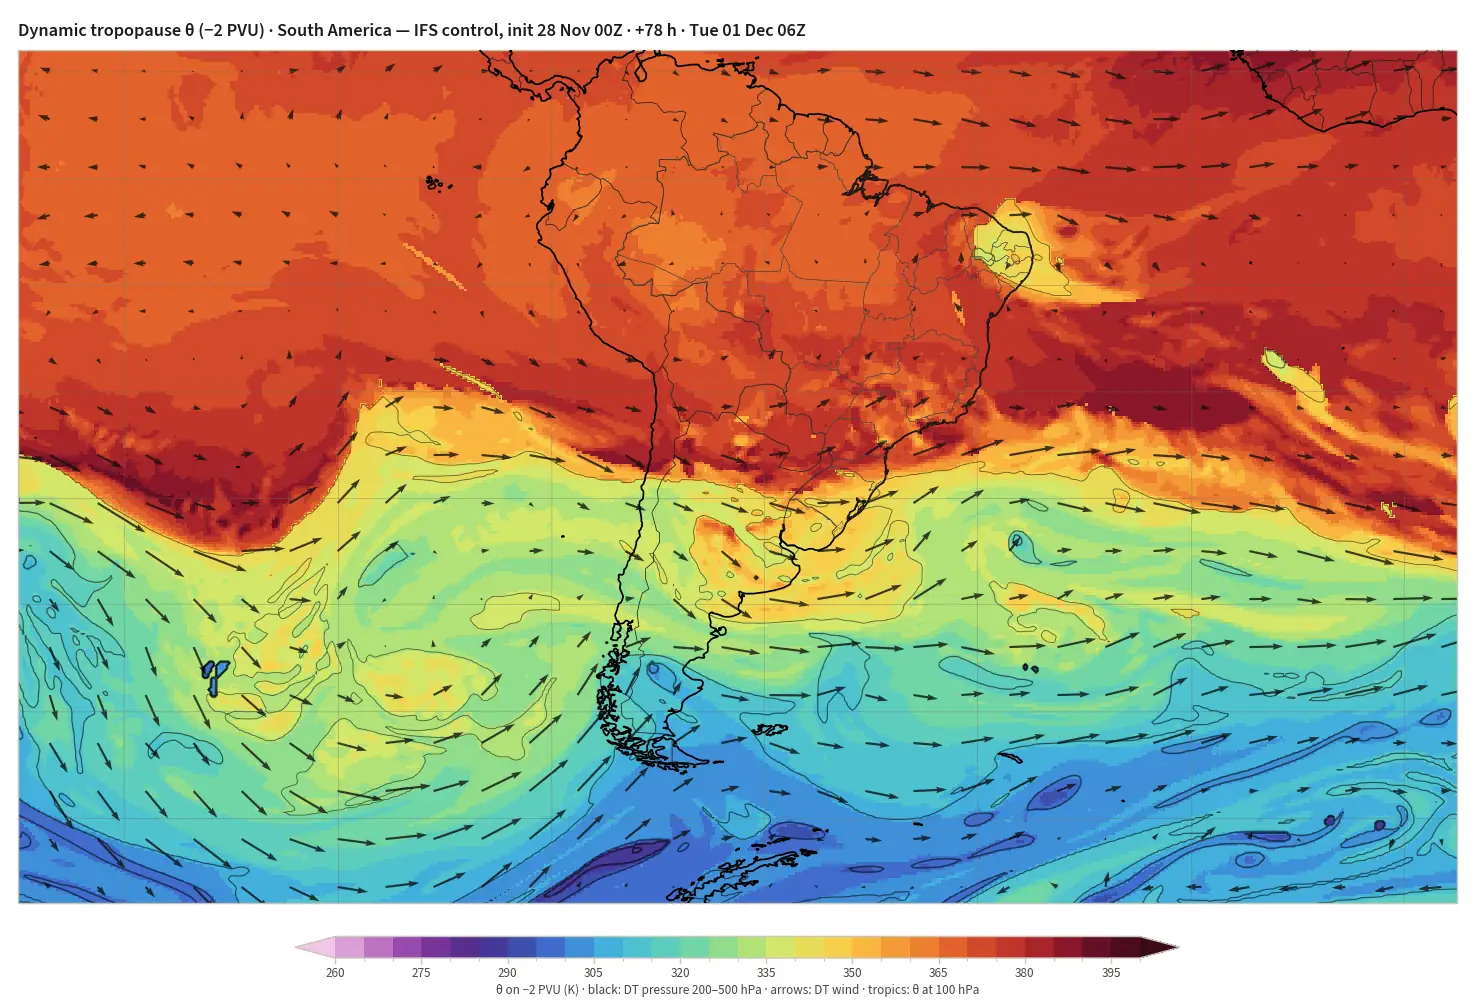 Dynamic tropopause θ (−2 PVU) · South America — IFS control, init 28 Nov 00Z · +78 h · Tue 01 Dec 06Z
260 275 290 305 320 335 350 365 380 395
θ on −2 PVU (K) · black: DT pressure 200–500 hPa · arrows: DT wind · tropics: θ at 100 hPa